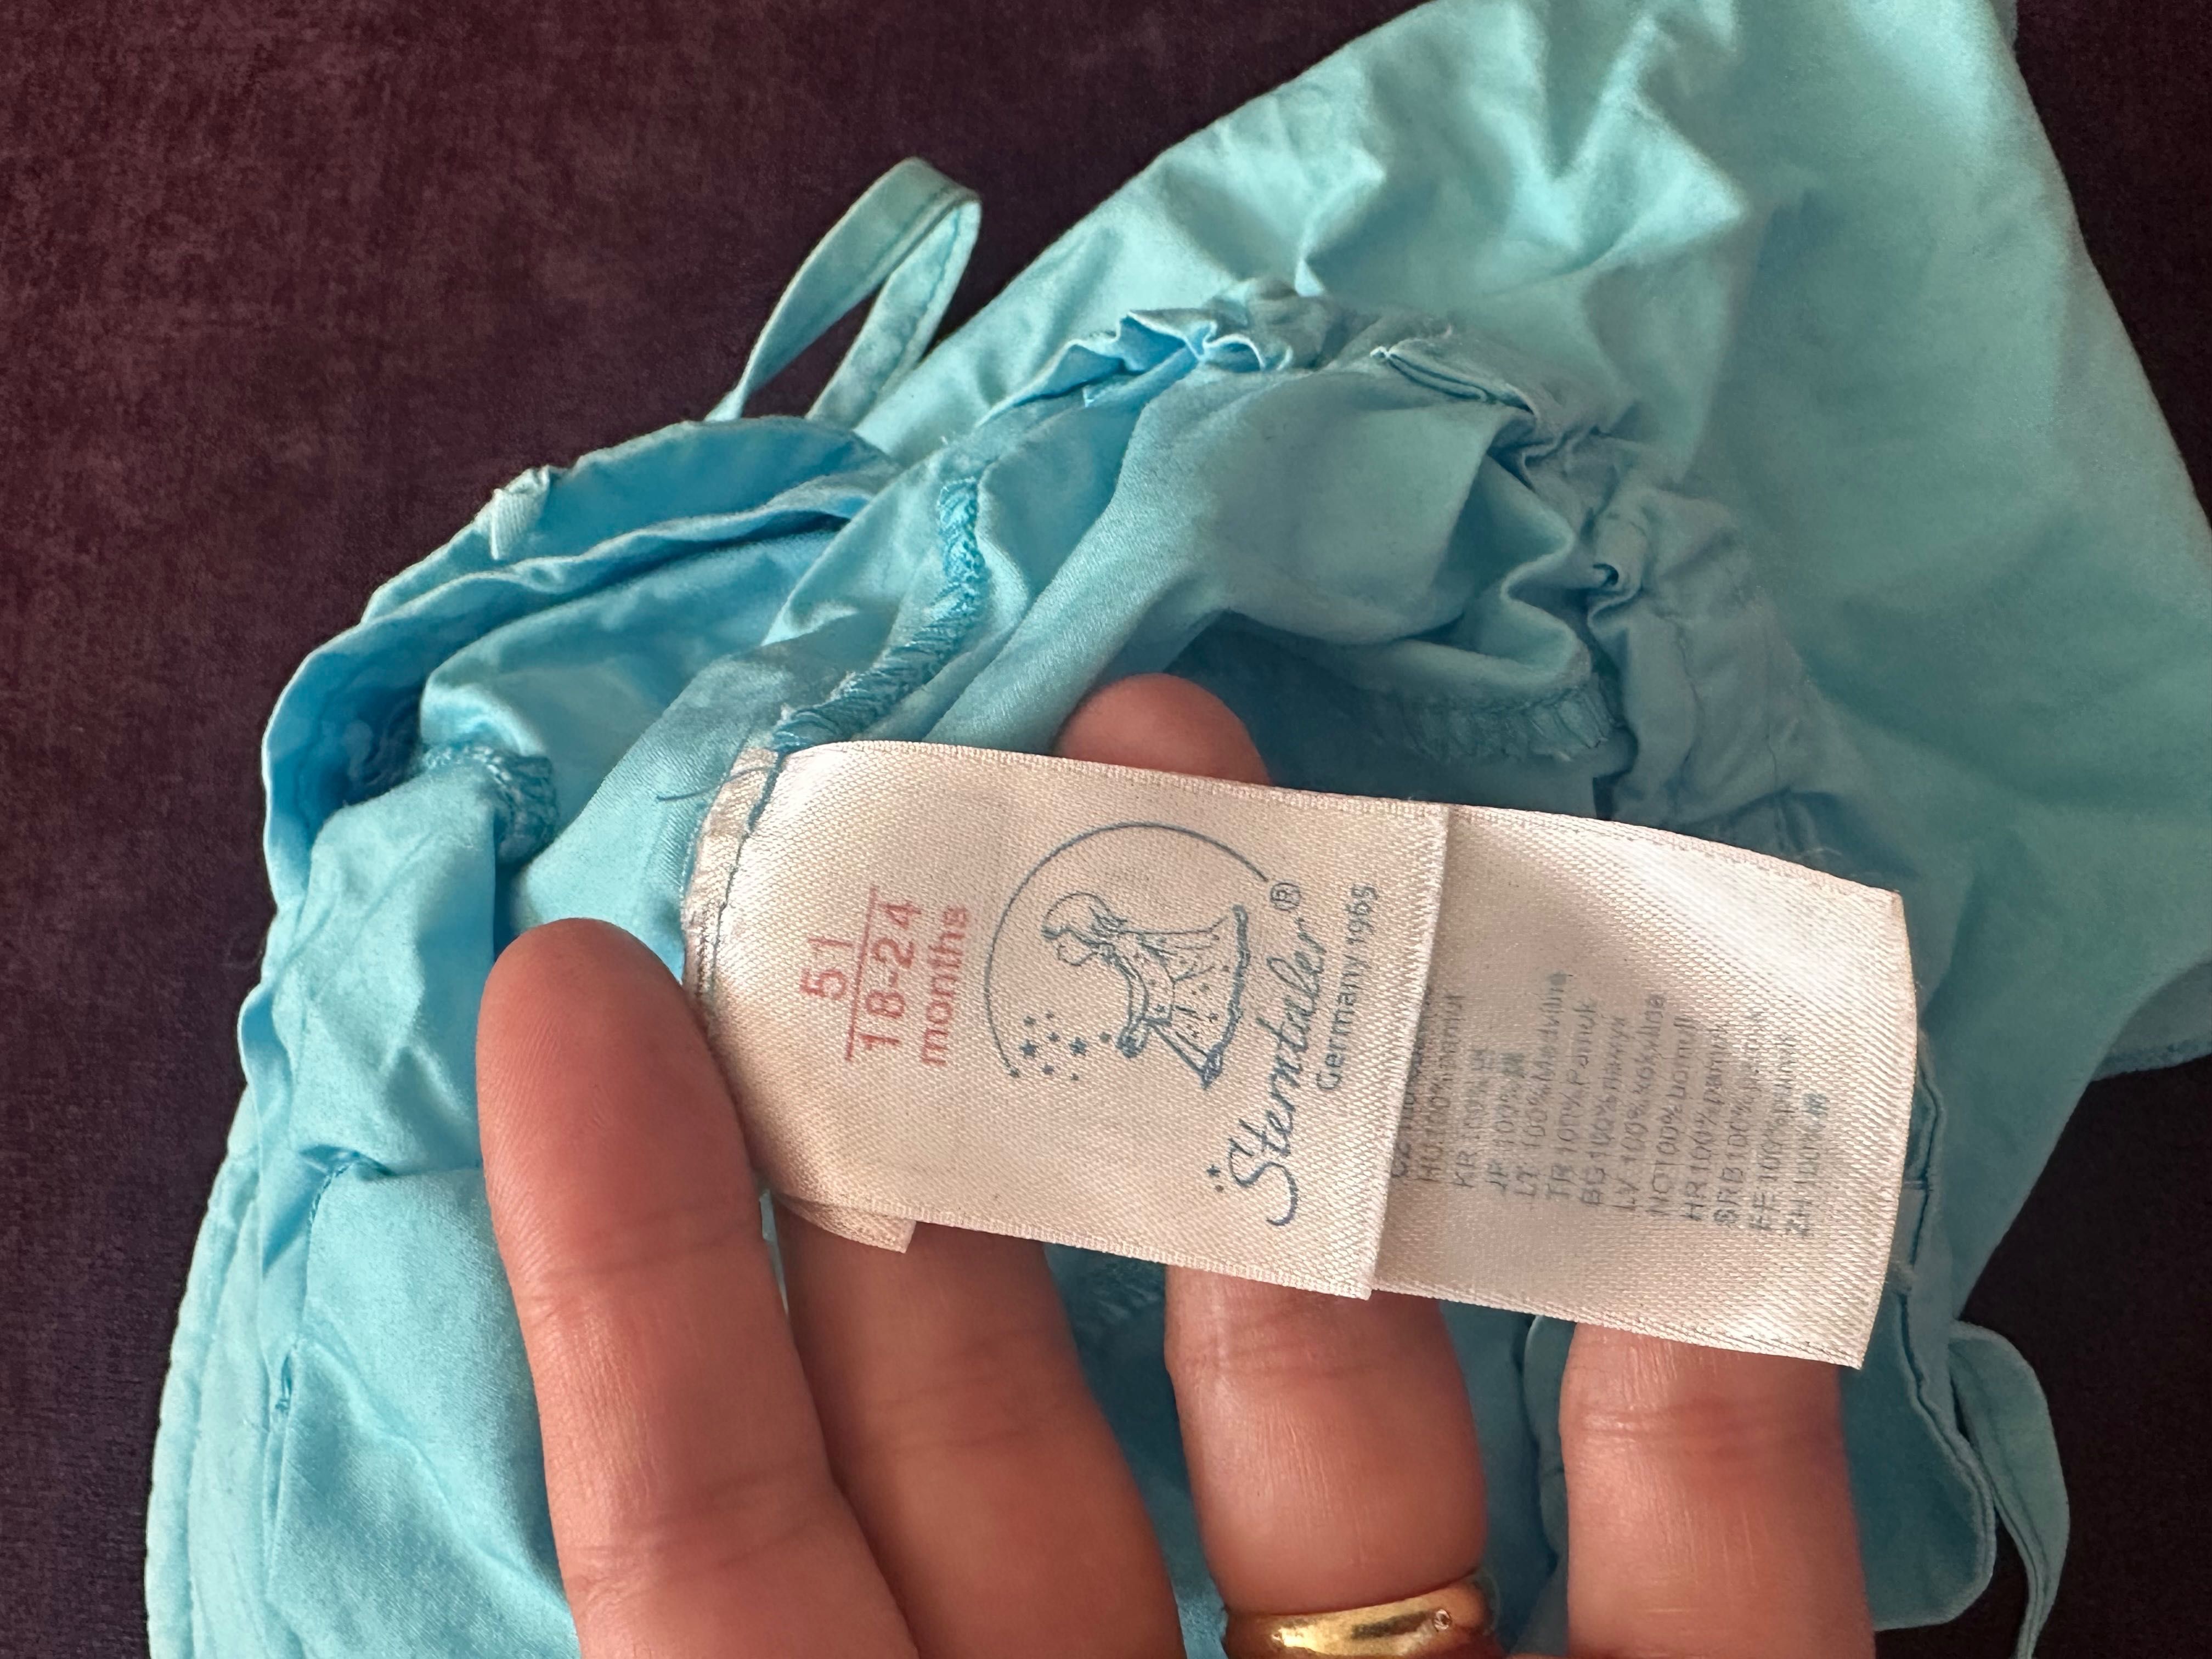 51
18-24
months
Sterntaler®
Germany 1965
HU 100% pamut
KR 100% 면
JP 100% 綿
LT 100% Medvilnė
TR 100% Pamuk
BG 100% памук
LV 100% kokvilna
NO 100% bomull
HR 100% pamuk
SRB 100% pamuk
ZH 100% 棉